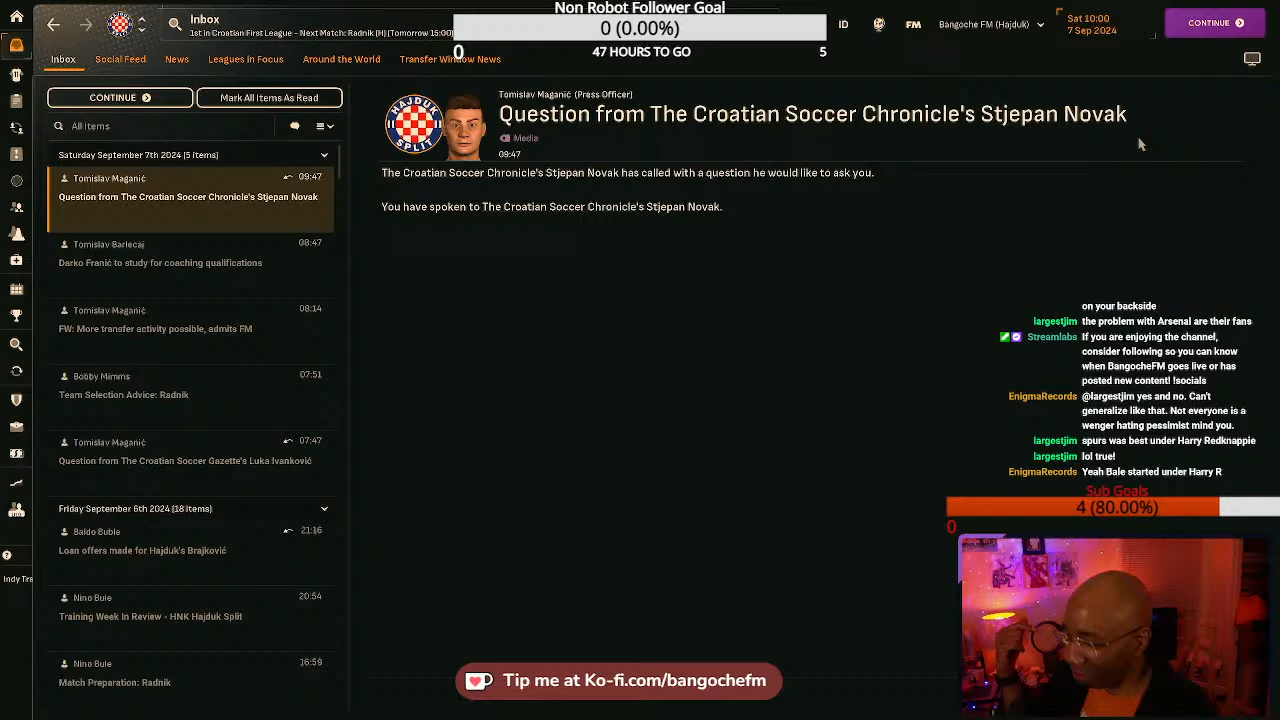 Non Robot Follower Goal
0 (0.00%)
0
47 HOURS TO GO
5
Inbox
1st in Croatian First League - Next Match: Radnik (H) [Tomorrow 15:00]
ID
FM
Bangoche FM (Hajduk)
Sat 10:00
7 Sep 2024
CONTINUE
Inbox
Social Feed
News
Leagues In Focus
Around the World
Transfer Window News
CONTINUE
Mark All Items As Read
All Items
Saturday September 7th 2024 (5 Items)
Tomislav Maganić
09:47
Question from The Croatian Soccer Chronicle's Stjepan Novak
Tomislav Barlecaj
08:47
Darko Franić to study for coaching qualifications
Tomislav Maganić
08:14
FW: More transfer activity possible, admits FM
Bobby Mimms
07:51
Team Selection Advice: Radnik
Tomislav Maganić
07:47
Question from The Croatian Soccer Gazette's Luka Ivanković
Friday September 6th 2024 (18 Items)
Baldo Buble
21:16
Loan offers made for Hajduk's Brajković
Nino Bule
20:54
Training Week In Review - HNK Hajduk Split
Nino Bule
16:59
Match Preparation: Radnik
Indy Tre
HAJDUK
SPLIT
Tomislav Maganić (Press Officer)
Question from The Croatian Soccer Chronicle's Stjepan Novak
Media
09:47
The Croatian Soccer Chronicle's Stjepan Novak has called with a question he would like to ask you.
You have spoken to The Croatian Soccer Chronicle's Stjepan Novak.
on your backside
largestjim the problem with Arsenal are their fans
Streamlabs If you are enjoying the channel,
consider following so you can know
when BangocheFM goes live or has
posted new content! !socials
EnigmaRecords @largestjim yes and no. Can't
generalize like that. Not everyone is a
wenger hating pessimist mind you.
largestjim spurs was best under Harry Redknappie
largestjim lol true!
EnigmaRecords Yeah Bale started under Harry R
Sub Goals
4 (80.00%)
0
Tip me at Ko-fi.com/bangochefm